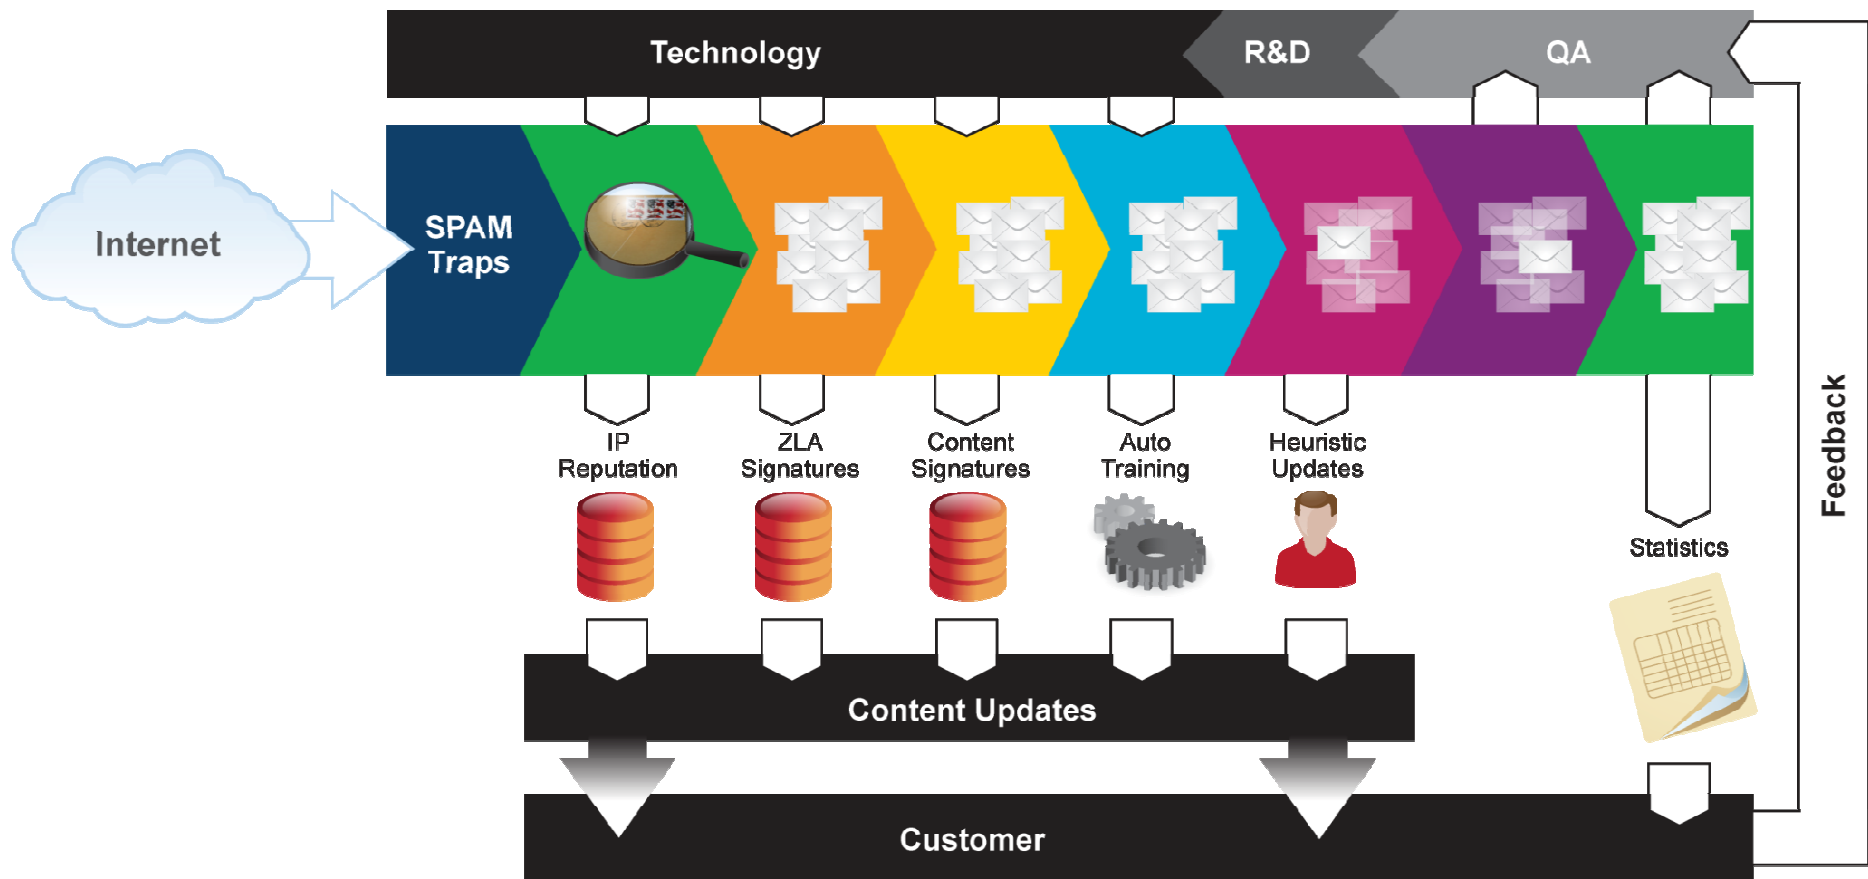 Technology
R&D
QA
Internet
SPAM
Traps
IP
Reputation
ZLA
Signatures
Content
Signatures
Auto
Training
Heuristic
Updates
Statistics
Feedback
Content Updates
Customer